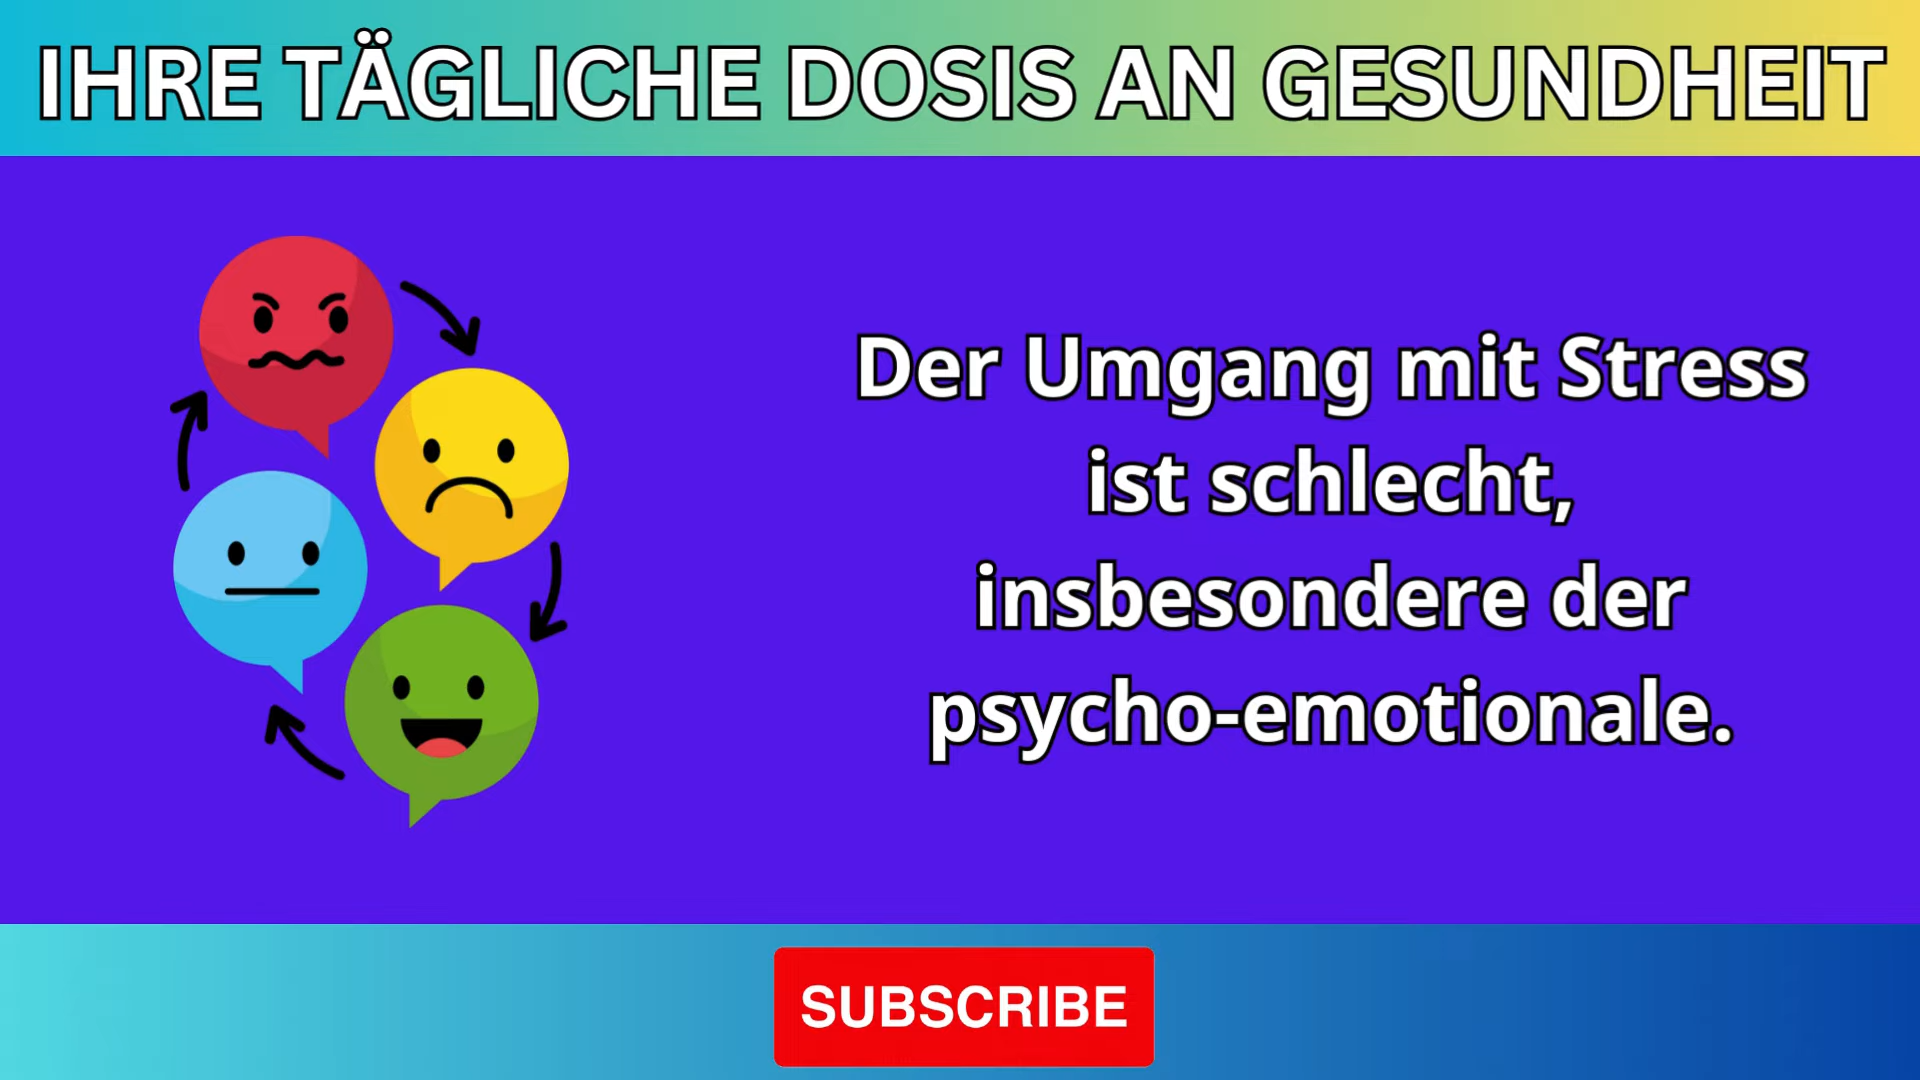 IHRE TÄGLICHE DOSIS AN GESUNDHEIT
Der Umgang mit Stress
ist schlecht,
insbesondere der
psycho-emotionale.
SUBSCRIBE